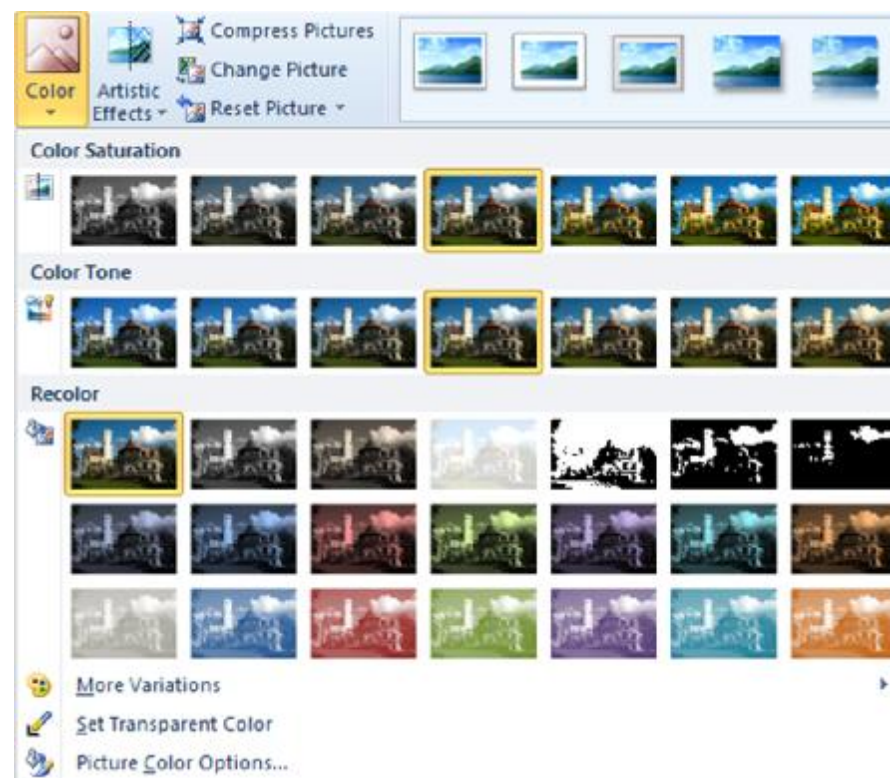 Compress Pictures
Change Picture
Color
Artistic
Effects
Reset Picture
Color Saturation
Color Tone
Recolor
More Variations
Set Transparent Color
Picture Color Options...